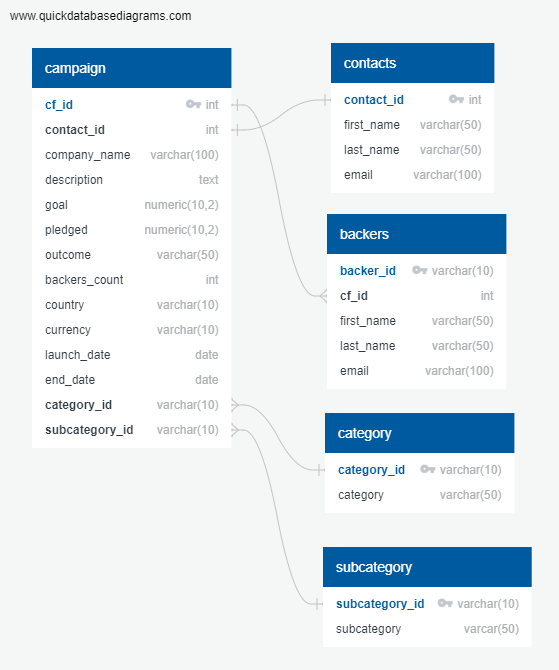 www.quickdatabasediagrams.com
campaign
cf_id int
contact_id int
company_name varchar(100)
description text
goal numeric(10,2)
pledged numeric(10,2)
outcome varchar(50)
backers_count int
country varchar(10)
currency varchar(10)
launch_date date
end_date date
category_id varchar(10)
subcategory_id varchar(10)
contacts
contact_id int
first_name varchar(50)
last_name varchar(50)
email varchar(100)
backers
backer_id varchar(10)
cf_id int
first_name varchar(50)
last_name varchar(50)
email varchar(100)
category
category_id varchar(10)
category varchar(50)
subcategory
subcategory_id varchar(10)
subcategory varcar(50)